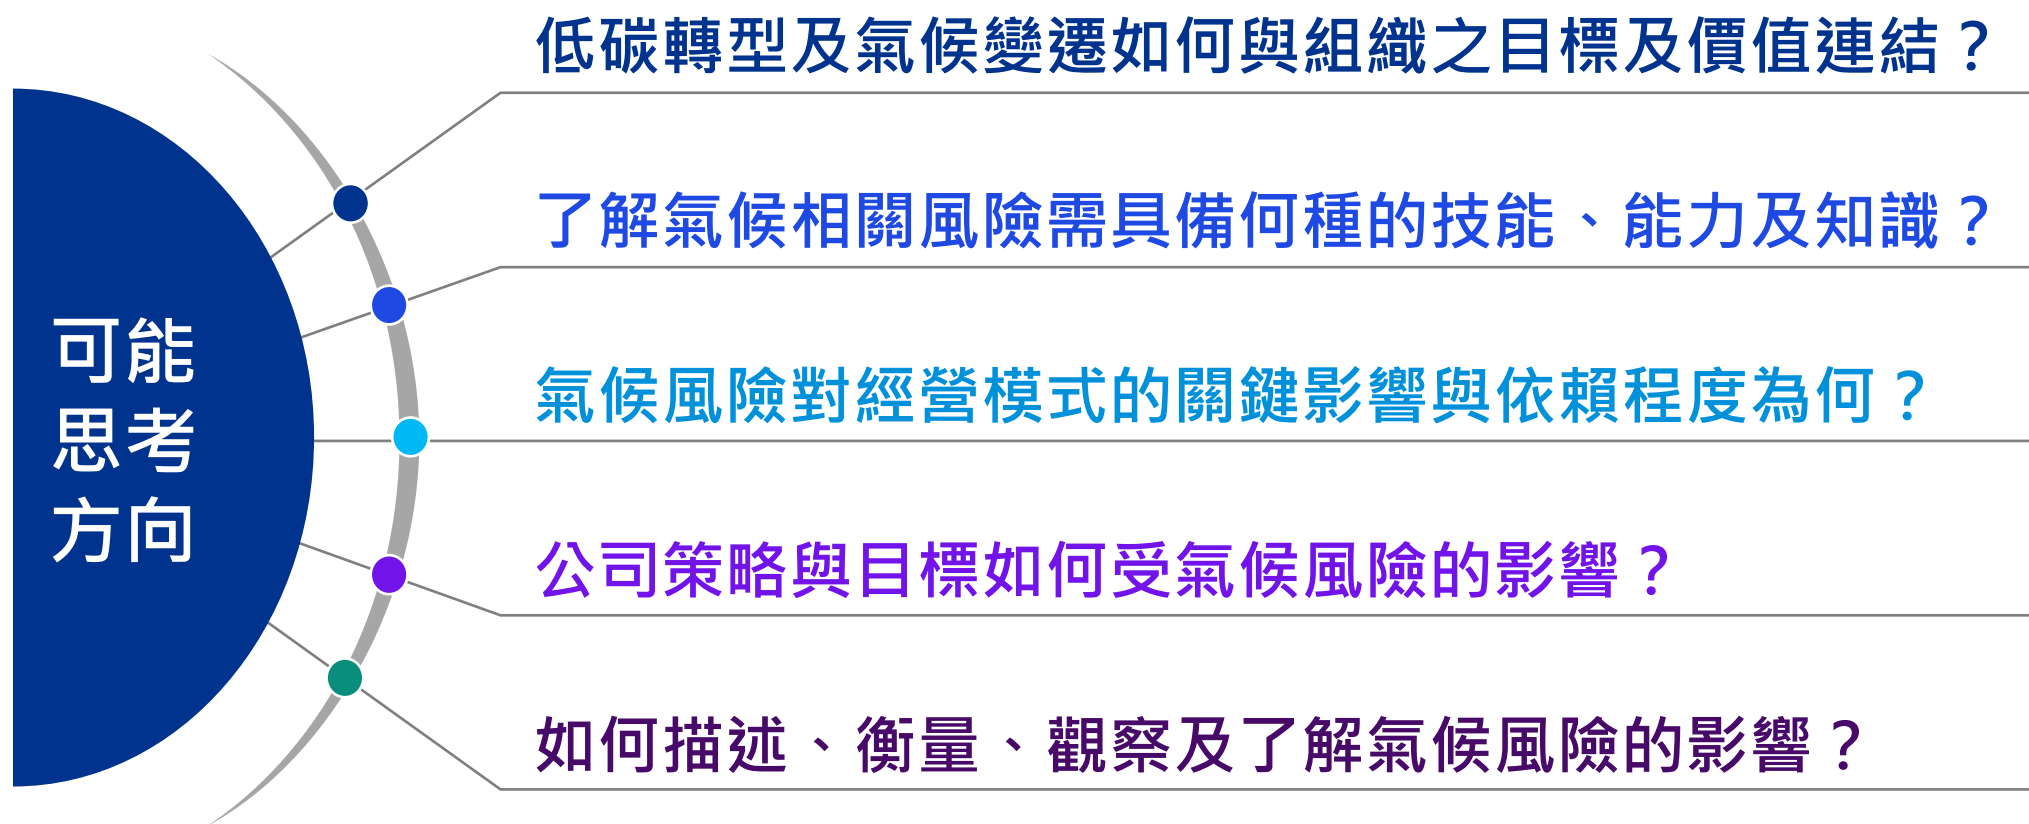 可能
思考
方向
低碳轉型及氣候變遷如何與組織之目標及價值連結？
了解氣候相關風險需具備何種的技能、能力及知識？
氣候風險對經營模式的關鍵影響與依賴程度為何？
公司策略與目標如何受氣候風險的影響？
如何描述、衡量、觀察及了解氣候風險的影響？